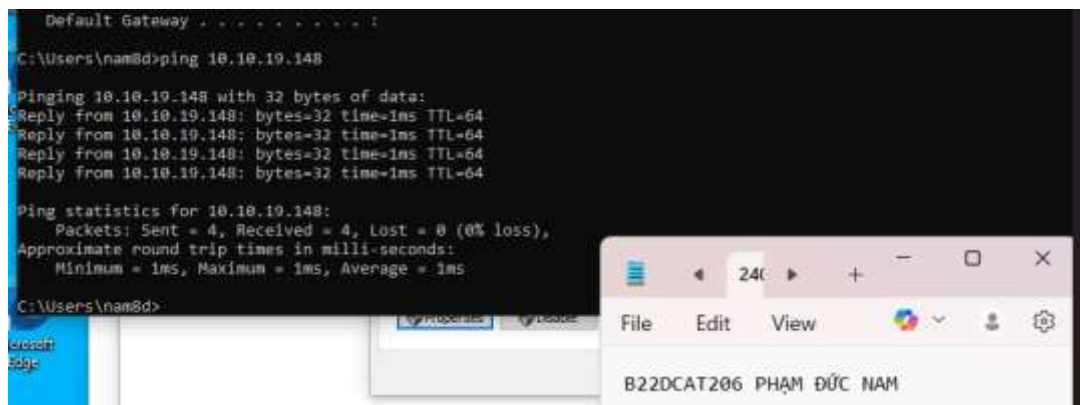 Default Gateway . . . . . . . . . :
C:\Users\nam8d>ping 10.10.19.148
Pinging 10.10.19.148 with 32 bytes of data:
Reply from 10.10.19.148: bytes=32 time=1ms TTL=64
Reply from 10.10.19.148: bytes=32 time=1ms TTL=64
Reply from 10.10.19.148: bytes=32 time=1ms TTL=64
Reply from 10.10.19.148: bytes=32 time=1ms TTL=64
Ping statistics for 10.10.19.148:
Packets: Sent = 4, Received = 4, Lost = 0 (0% loss),
Approximate round trip times in milli-seconds:
Minimum = 1ms, Maximum = 1ms, Average = 1ms
C:\Users\nam8d>
Properties Disable
Edge
240
File Edit View
B22DCAT206 PHẠM ĐỨC NAM